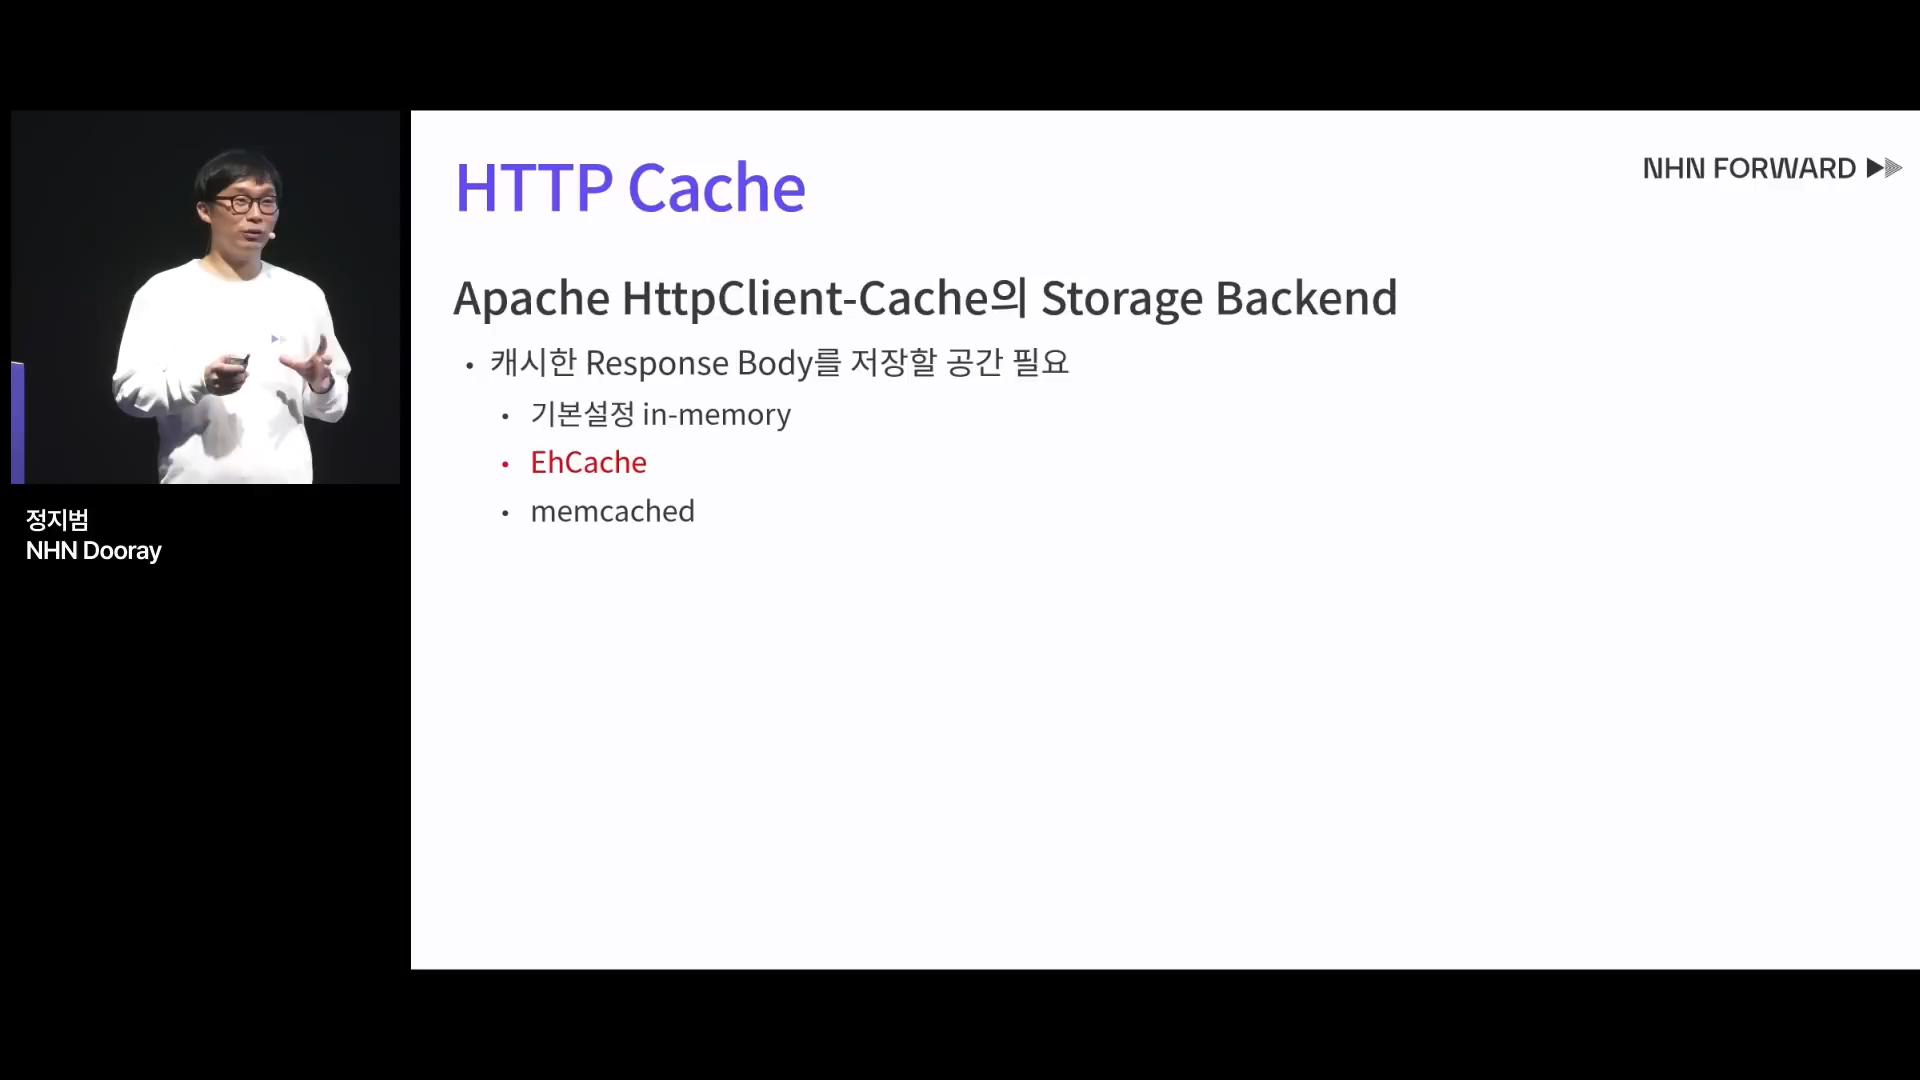 HTTP Cache
NHN FORWARD
Apache HttpClient-Cache의 Storage Backend
• 캐시한 Response Body를 저장할 공간 필요
• 기본설정 in-memory
• EhCache
• memcached
정지범
NHN Dooray